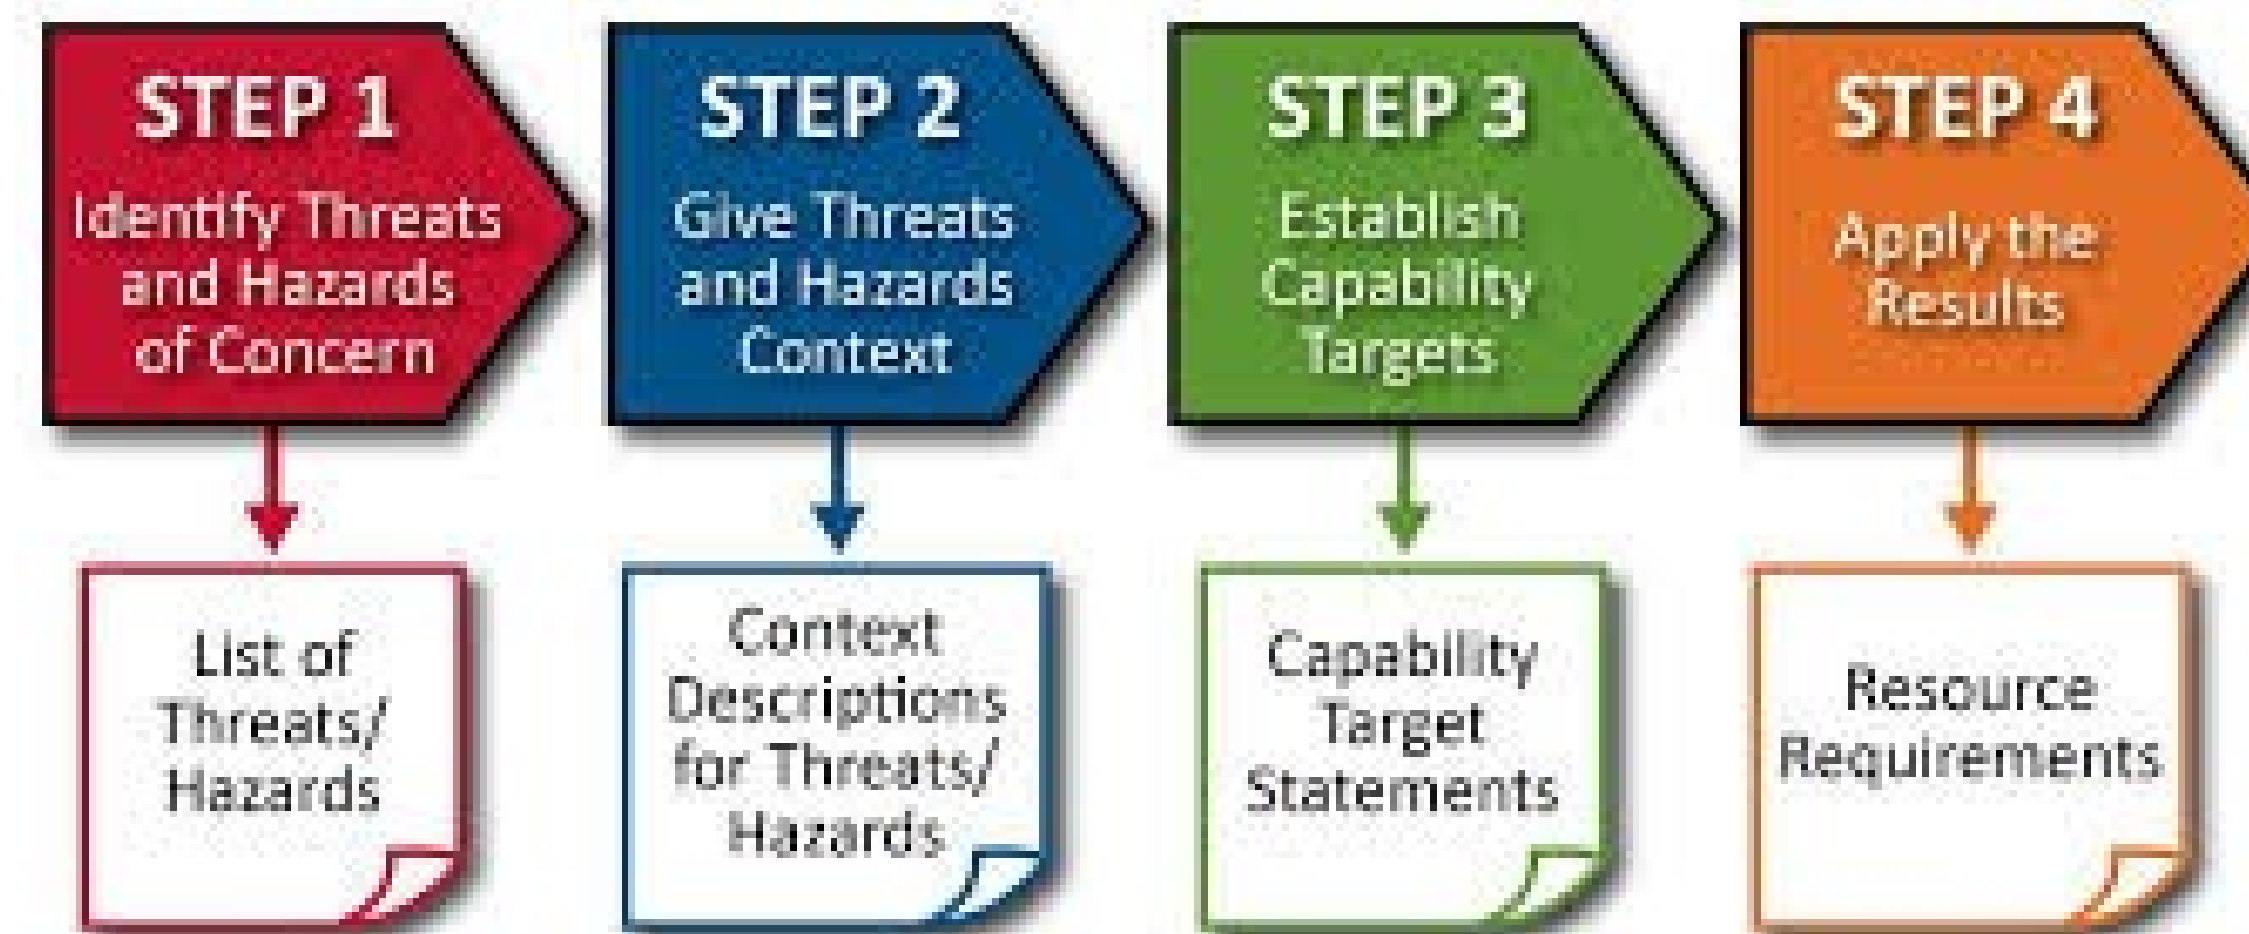 STEP 1
Identify Threats
and Hazards
of Concern
STEP 2
Give Threats
and Hazards
Context
STEP 3
Establish
Capability
Targets
STEP 4
Apply the
Results
List of
Threats/
Hazards
Context
Descriptions
for Threats/
Hazards
Capability
Target
Statements
Resource
Requirements